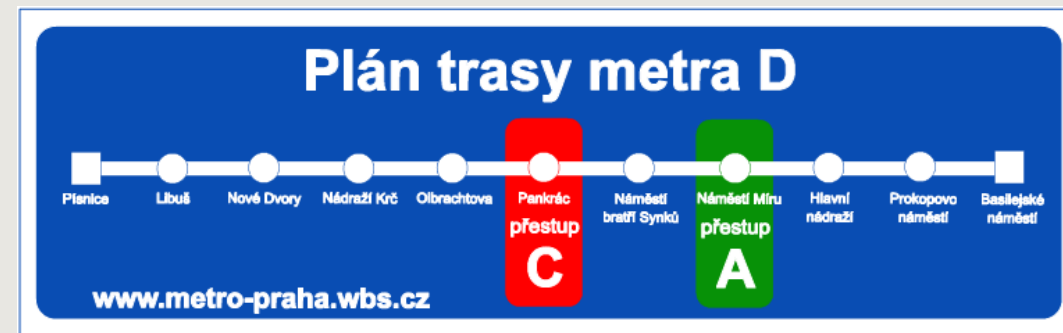 Plán trasy metra D
Písnice
Libuš
Nové Dvory
Nádraží Krč
Olbrachtova
Pankrác
přestup
C
Náměstí
bratří Synků
Náměstí Míru
přestup
A
Hlavní
nádraží
Prokopovo
náměstí
Basilejské
náměstí
www.metro-praha.wbs.cz